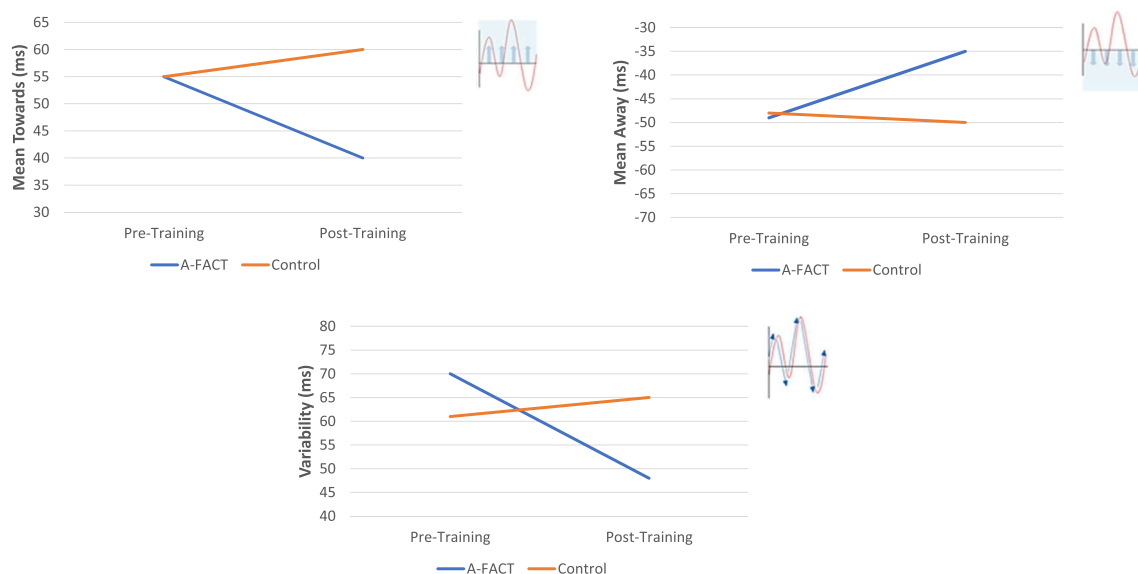 Mean Towards (ms)
65
60
55
50
45
40
35
30
Pre-Training Post-Training
A-FACT Control
Mean Away (ms)
-30
-35
-40
-45
-50
-55
-60
-65
-70
Pre-Training Post-Training
A-FACT Control
Variability (ms)
80
75
70
65
60
55
50
45
40
Pre-Training Post-Training
A-FACT Control